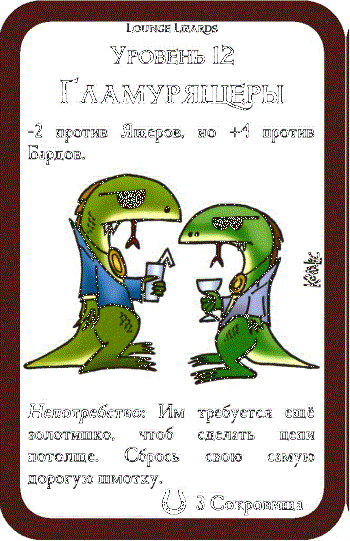 Lounge Lizards
Уровень 12
Гламурящеры
-2 против Ящеров, но +4 против
Бардов.
Непотребство: Им требуется ещё
золотишко, чтоб сделать цепи
потолще. Сбрось свою самую
дорогую шмотку.
3 Сокровища